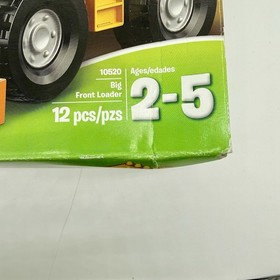 10520
Big
Front Loader
12 pcs/pzs
Ages/edades
2-5